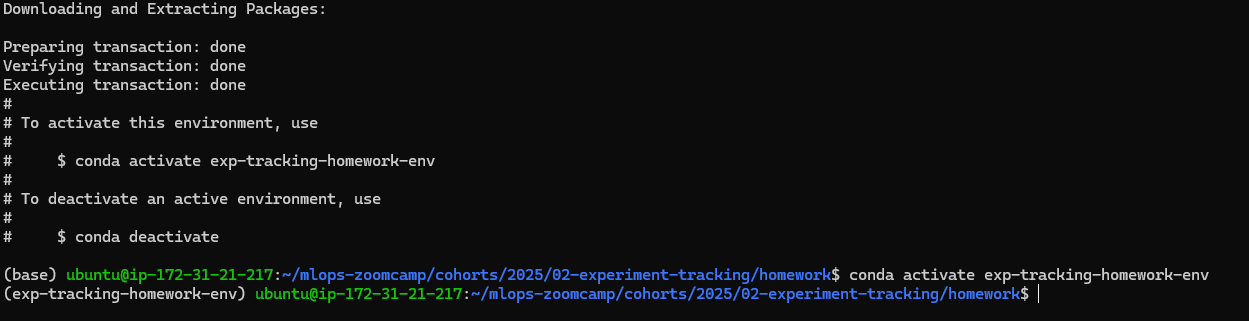 Downloading and Extracting Packages:
Preparing transaction: done
Verifying transaction: done
Executing transaction: done
#
# To activate this environment, use
#
#     $ conda activate exp-tracking-homework-env
#
# To deactivate an active environment, use
#
#     $ conda deactivate
(base) ubuntu@ip-172-31-21-217:~/mlops-zoomcamp/cohorts/2025/02-experiment-tracking/homework$ conda activate exp-tracking-homework-env
(exp-tracking-homework-env) ubuntu@ip-172-31-21-217:~/mlops-zoomcamp/cohorts/2025/02-experiment-tracking/homework$